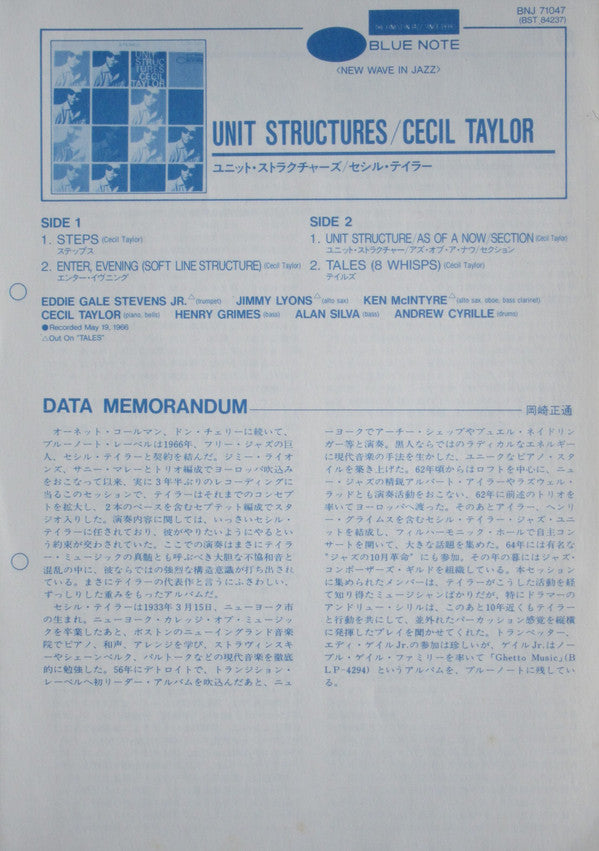 BNJ 71047
(BST 84237)
THE FINEST IN JAZZ SINCE 1939
BLUE NOTE
〈NEW WAVE IN JAZZ〉
STEREO
UNIT
STRUC
TURES
CECIL
TAYLOR
UNIT STRUCTURES/CECIL TAYLOR
ユニット・ストラクチャーズ/セシル・テイラー
SIDE 1
1. STEPS (Cecil Taylor)
ステップス
2. ENTER, EVENING (SOFT LINE STRUCTURE) (Cecil Taylor)
エンター・イヴニング
SIDE 2
1. UNIT STRUCTURE/AS OF A NOW/SECTION (Cecil Taylor)
ユニット・ストラクチャー/アズ・オブ・ア・ナウ/セクション
2. TALES (8 WHISPS) (Cecil Taylor)
テイルズ
EDDIE GALE STEVENS JR.△(trumpet) JIMMY LYONS△(alto sax) KEN McINTYRE△(alto sax, oboe, bass clarinet)
CECIL TAYLOR (piano, bells) HENRY GRIMES (bass) ALAN SILVA (bass) ANDREW CYRILLE (drums)
●Recorded May 19, 1966
△Out On "TALES"
DATA MEMORANDUM 岡崎正通
オーネット・コールマン、ドン・チェリーに続いて、
ブルーノート・レーベルは1966年、フリー・ジャズの巨
人、セシル・テイラーと契約を結んだ。ジミー・ライオ
ンズ、サニー・マレーとトリオ編成でヨーロッパ吹込み
をおこなって以来、実に3年半ぶりのレコーディングに
当るこのセッションで、テイラーはそれまでのコンセプ
トを拡大し、2本のベースを含むセプテット編成でスタ
ジオ入りした。演奏内容に関しては、いっさいセシル・
テイラーに任されており、彼がやりたいようにやるとい
う約束が交わされていた。ここでの演奏はまさにテイラ
ー・ミュージックの真髄とも呼ぶべき大胆な不協和音と
混乱の中に、彼ならではの強烈な構造意識が打ち出され
ている。まさにテイラーの代表作と言うにふさわしい、
ずっしりした重みをもったアルバムだ。
セシル・テイラーは1933年3月15日、ニューヨーク市
の生まれ。ニューヨーク・カレッジ・オブ・ミュージッ
クを卒業したあと、ボストンのニューイングランド音楽
院でピアノ、和声、アレンジを学び、ストラヴィンスキ
ーやシェーンベルク、バルトークなどの現代音楽を徹底
的に勉強した。56年にデトロイトで、トランジション・
レーベルへ初リーダー・アルバムを吹込んだあと、ニュ
ーヨークでアーチー・シェップやブュエル・ネイドリン
ガー等と演奏。黒人ならではのラディカルなエネルギー
に現代音楽の手法を生かした、ユニークなピアノ・スタ
イルを築き上げた。62年頃からはロフトを中心に、ニュ
ー・ジャズの精鋭アルバート・アイラーやラズウェル・
ラッドとも演奏活動をおこない、62年に前述のトリオを
率いてヨーロッパへ渡った。そのあとアイラー、ヘンリ
ー・グライムスを含むセシル・テイラー・ジャズ・ユニ
ットを結成し、フィルハーモニック・ホールで自主コン
サートを開いて、大きな話題を集めた。64年には有名な
"ジャズの10月革命"にも参加。その年の暮にはジャズ・
コンポーザーズ・ギルドを組織している。本セッション
に集められたメンバーは、テイラーがこうした活動を経
て知り得たミュージシャンばかりだが、特にドラマーの
アンドリュー・シリルは、このあと10年近くもテイラー
と行動を共にして、並外れたパーカッション感覚を縦横
に発揮したプレイを聞かせてくれた。トランペッター、
エディ・ゲイルJr.の参加は珍しいが、ゲイルJr.はノー
ブル・ゲイル・ファミリーを率いて「Ghetto Music」(B
LP-4294) というアルバムを、ブルーノートに残してい
る。